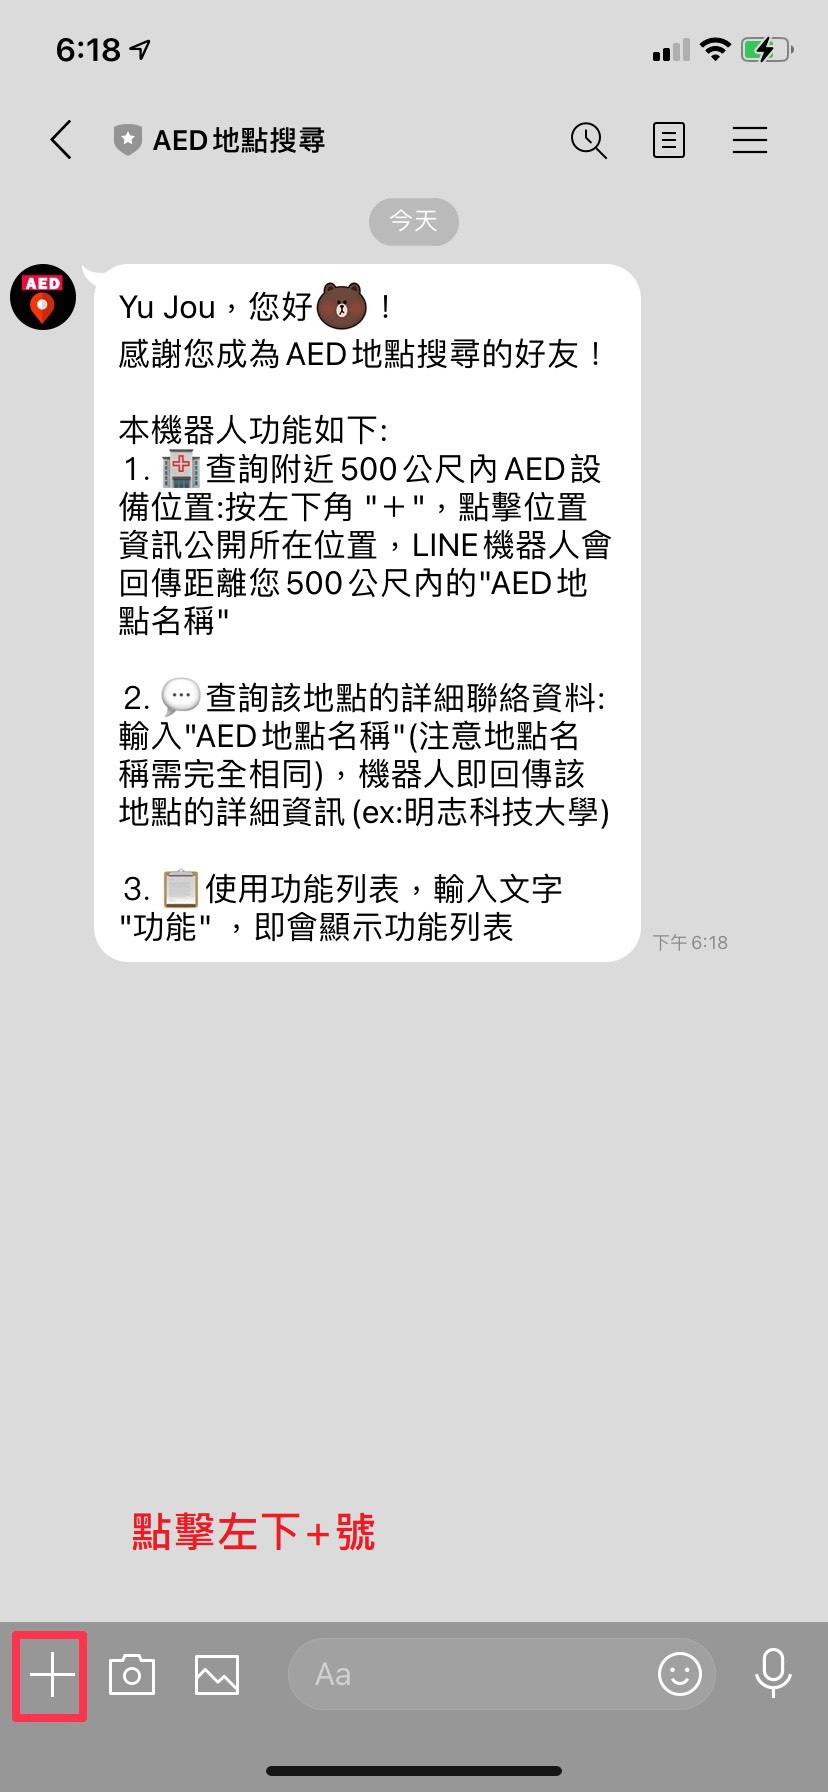 6:18
AED地點搜尋
今天
AED
Yu Jou，您好！
感謝您成為AED地點搜尋的好友！
本機器人功能如下:
1. 查詢附近500公尺內AED設
備位置:按左下角 "＋"，點擊位置
資訊公開所在位置，LINE機器人會
回傳距離您500公尺內的"AED地
點名稱"
2. 查詢該地點的詳細聯絡資料:
輸入"AED地點名稱"(注意地點名
稱需完全相同)，機器人即回傳該
地點的詳細資訊(ex:明志科技大學)
3. 使用功能列表，輸入文字
"功能" ，即會顯示功能列表
下午6:18
點擊左下+號
Aa